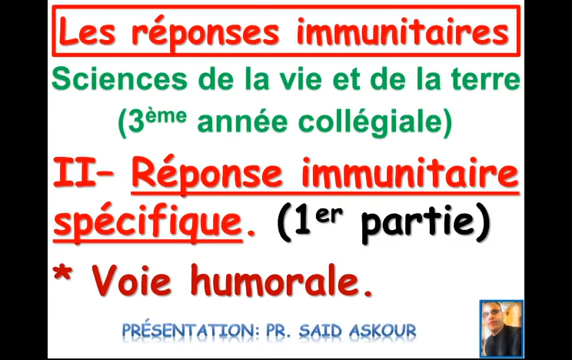 Les réponses immunitaires
Sciences de la vie et de la terre
(3ème année collégiale)
II- Réponse immunitaire
spécifique. (1er partie)
* Voie humorale.
PRÉSENTATION: PR. SAID ASKOUR